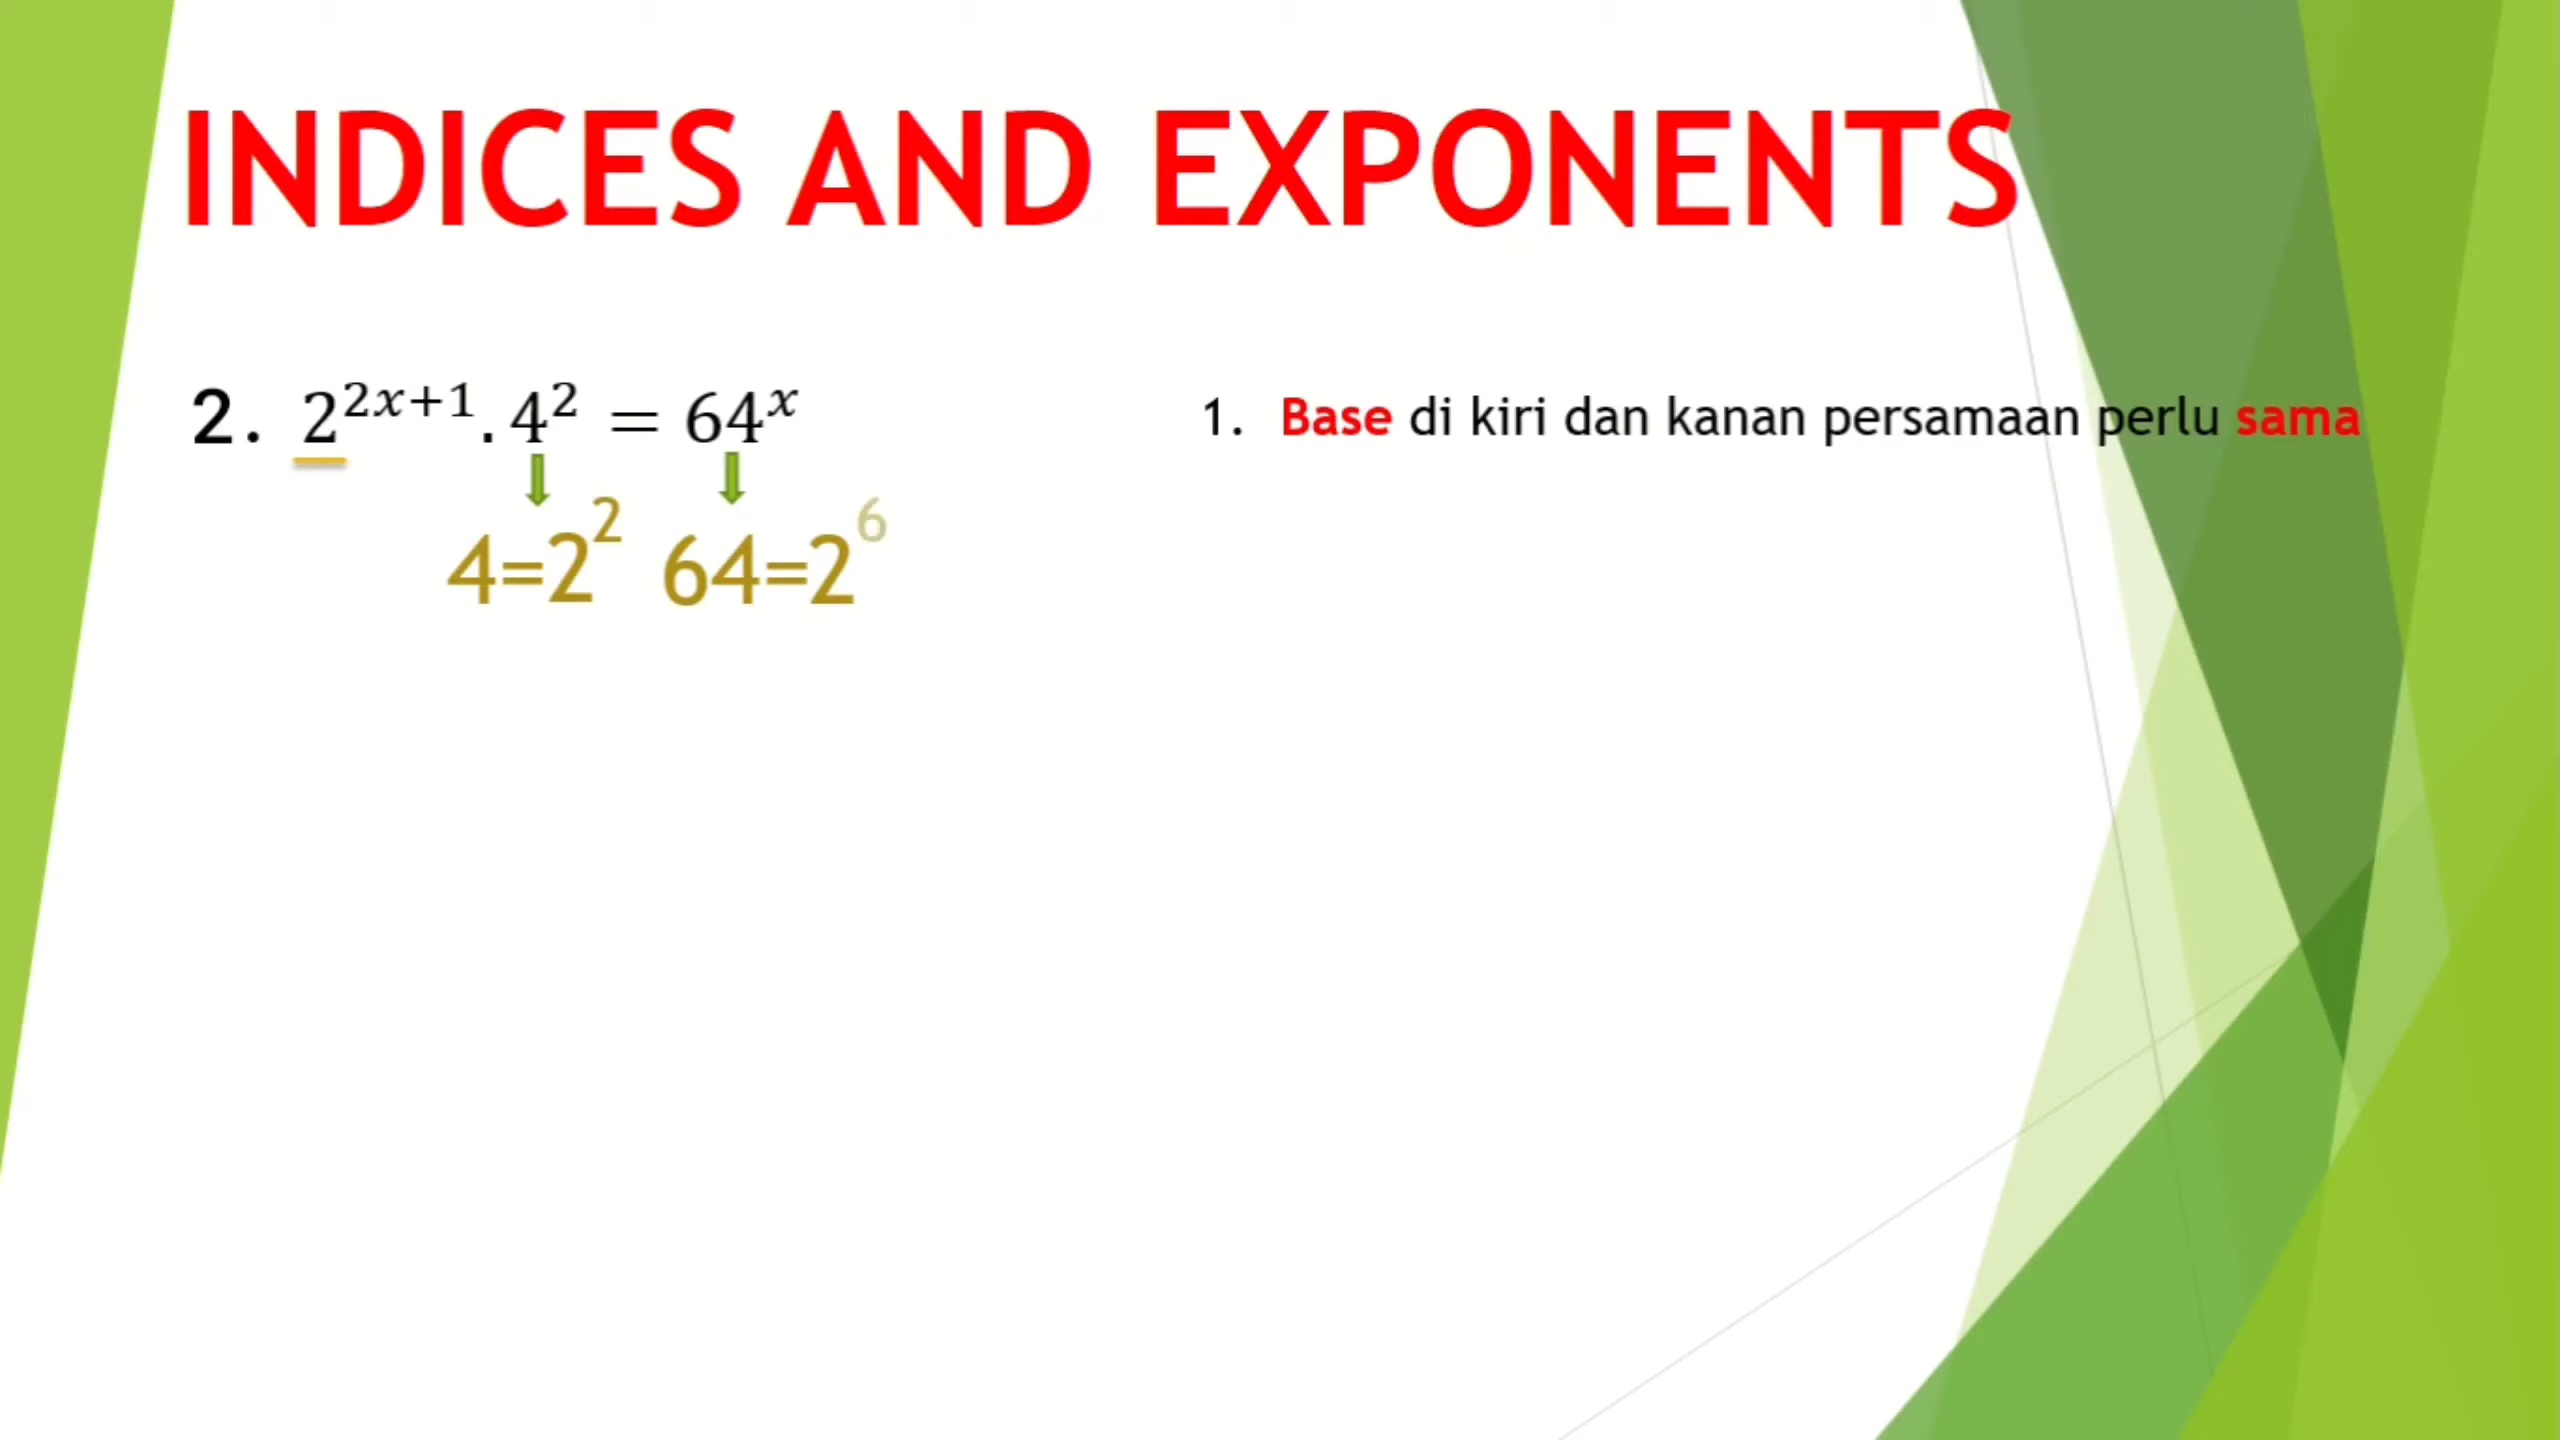 INDICES AND EXPONENTS
2. 2^{2x+1}.4^2 = 64^x
4=2^2 64=2^6
1. Base di kiri dan kanan persamaan perlu sama